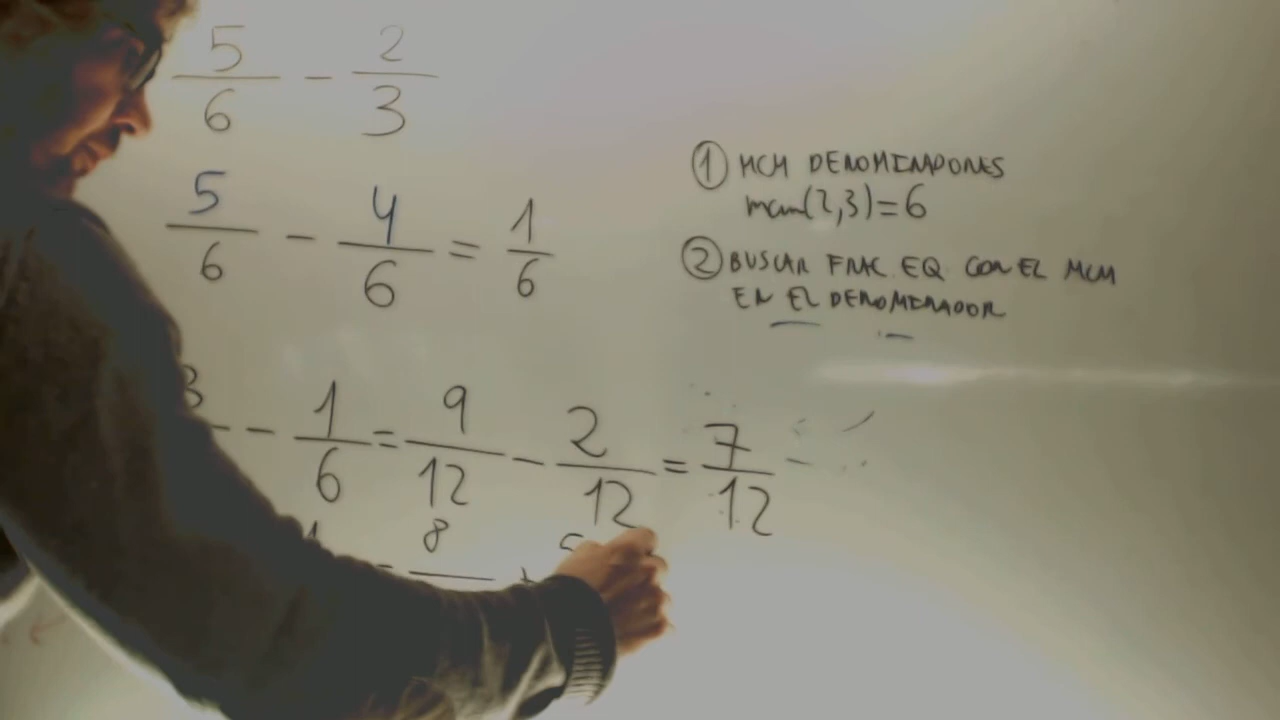 5/6 - 2/3
5/6 - 4/6 = 1/6
① MCM DENOMINADORES
mcm(2,3)=6
② BUSCAR FRAC. EQ CON EL MCM
EN EL DENOMINADOR
3 - 1/6 = 9/12 - 2/12 = 7/12
8